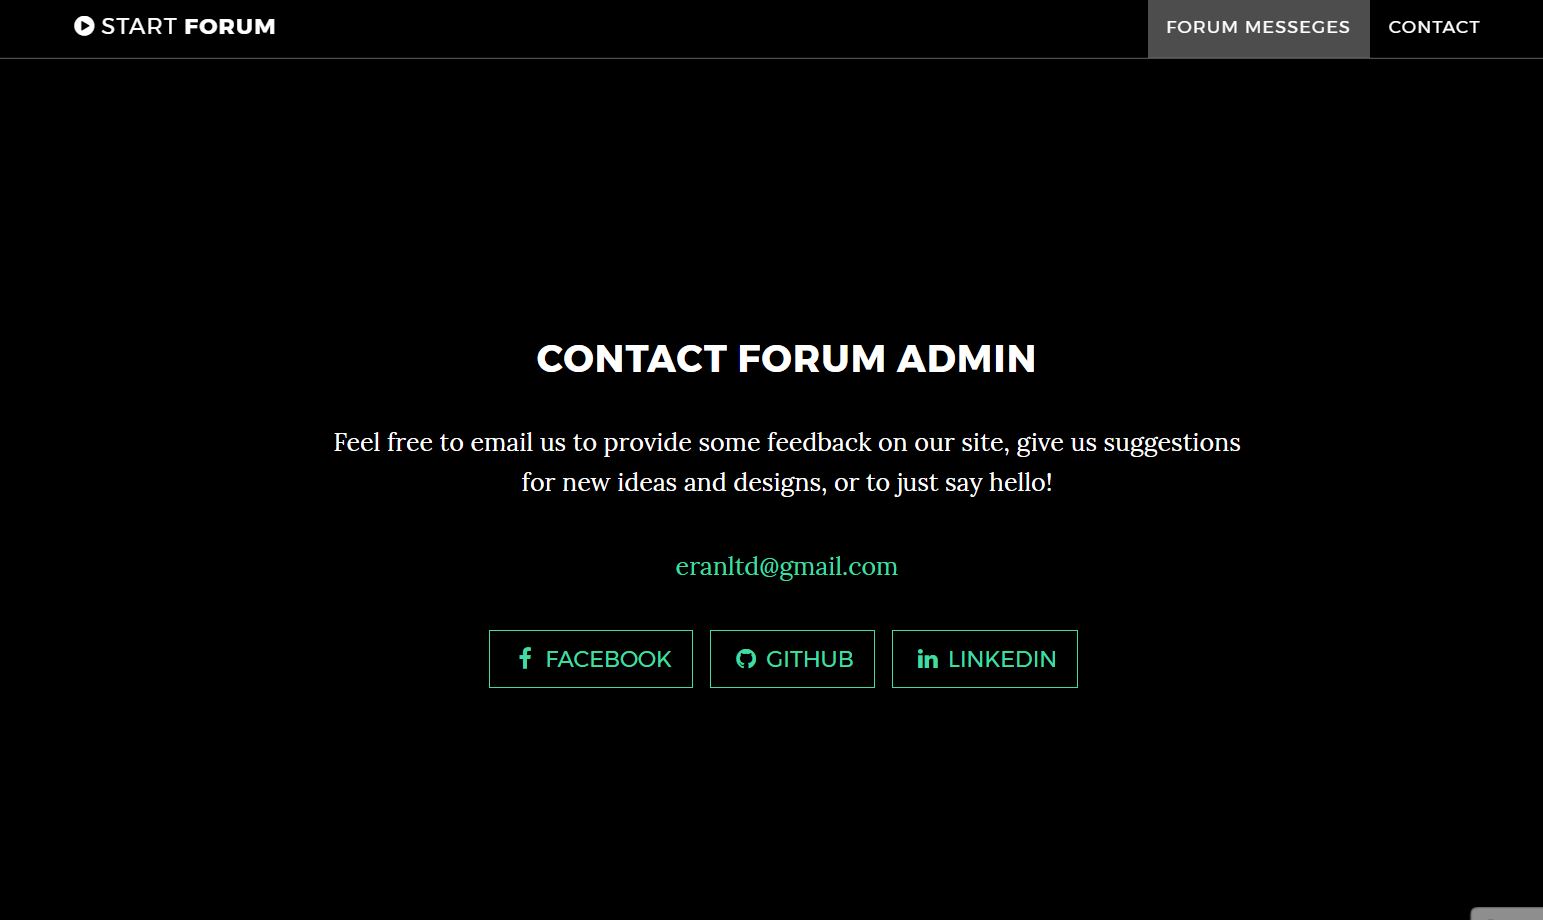 START FORUM
FORUM MESSEGES
CONTACT
CONTACT FORUM ADMIN
Feel free to email us to provide some feedback on our site, give us suggestions
for new ideas and designs, or to just say hello!
eranltd@gmail.com
FACEBOOK
GITHUB
LINKEDIN